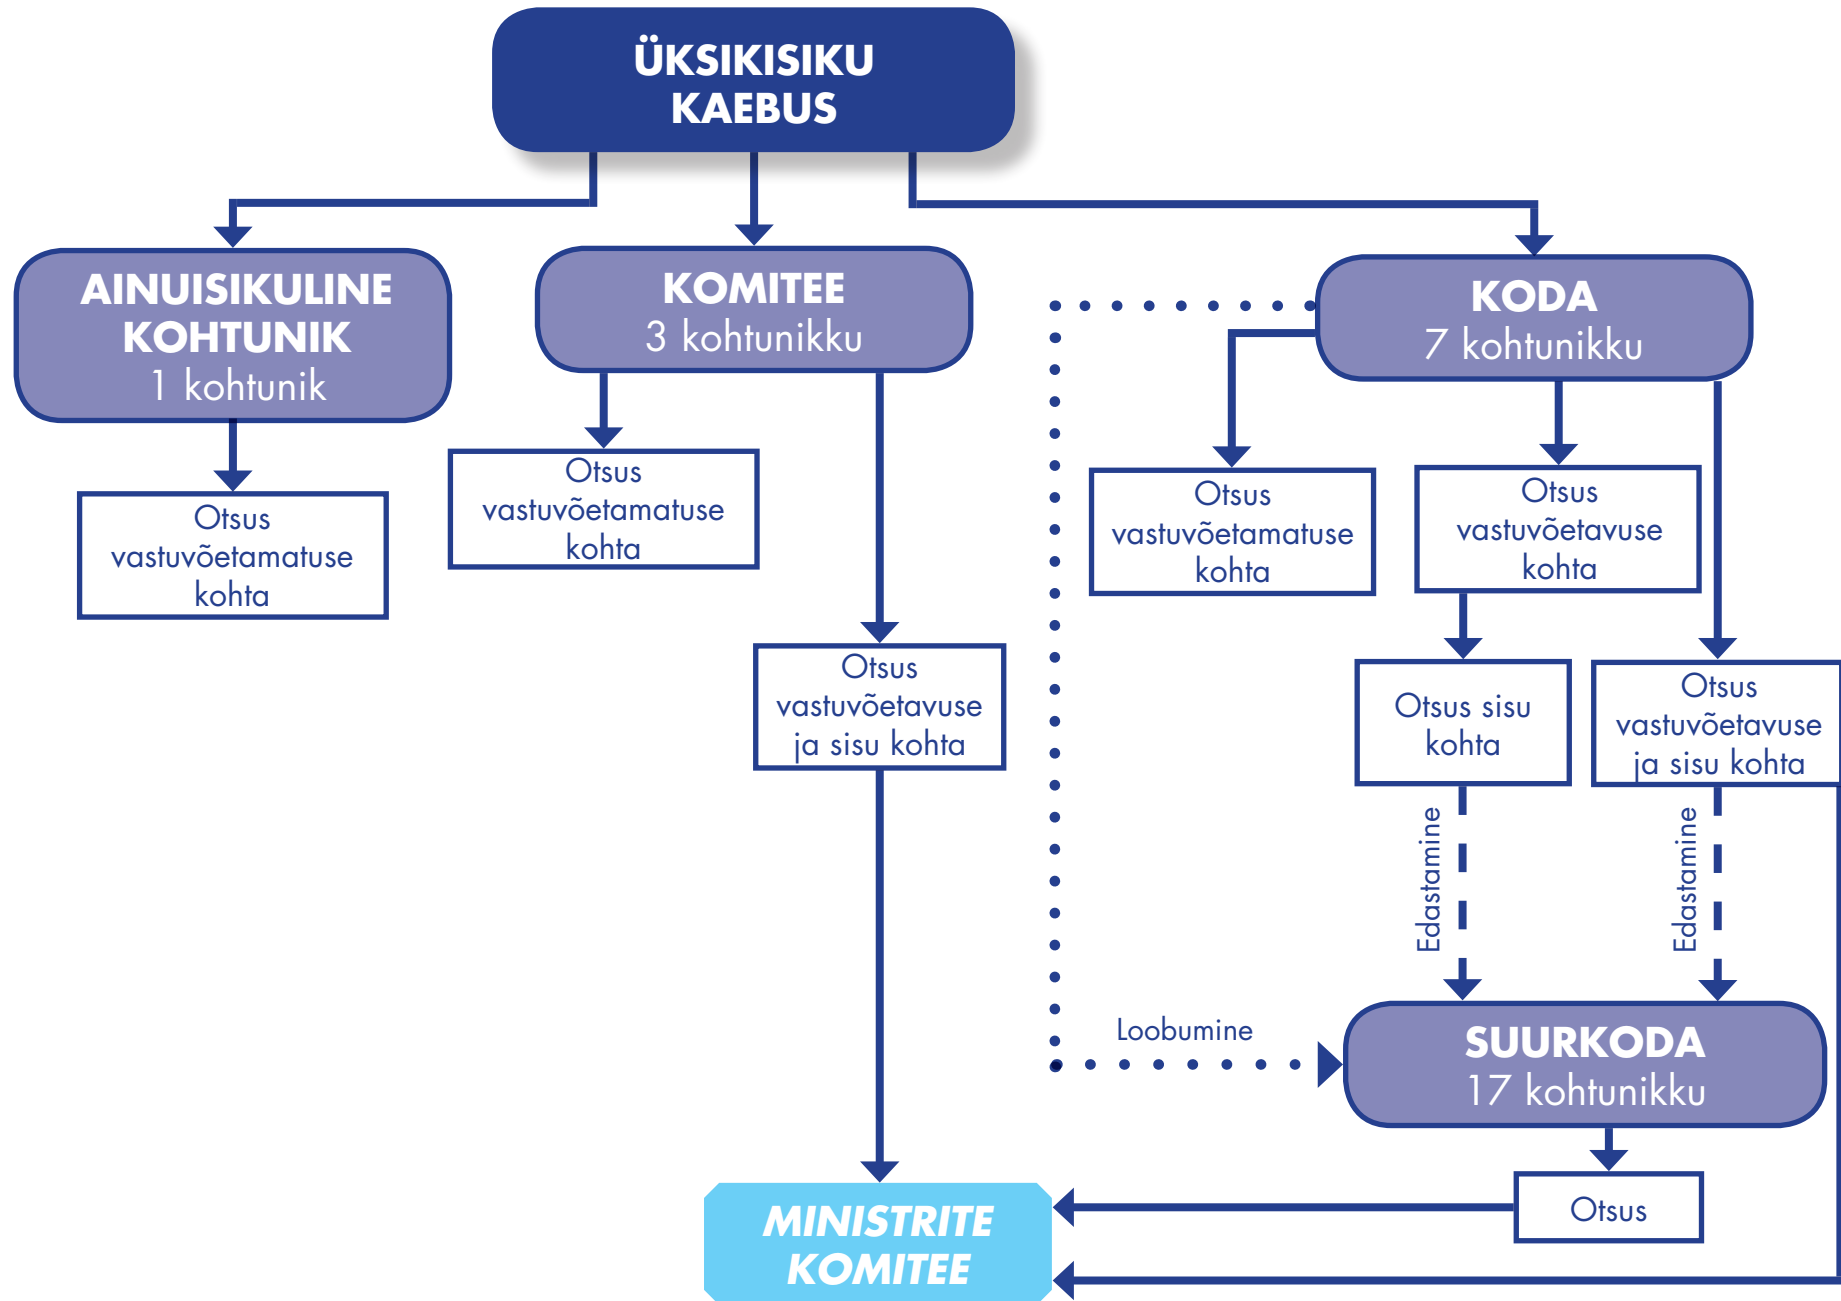 ÜKSIKISIKU
KAEBUS
AINUISIKULINE
KOHTUNIK
1 kohtunik
KOMITEE
3 kohtunikku
KODA
7 kohtunikku
Otsus
vastuvõetamatuse
kohta
Otsus
vastuvõetamatuse
kohta
Otsus
vastuvõetavuse
ja sisu kohta
Otsus
vastuvõetamatuse
kohta
Otsus
vastuvõetavuse
kohta
Otsus sisu
kohta
Otsus
vastuvõetavuse
ja sisu kohta
Edastamine
Edastamine
Loobumine
SUURKODA
17 kohtunikku
Otsus
MINISTRITE
KOMITEE